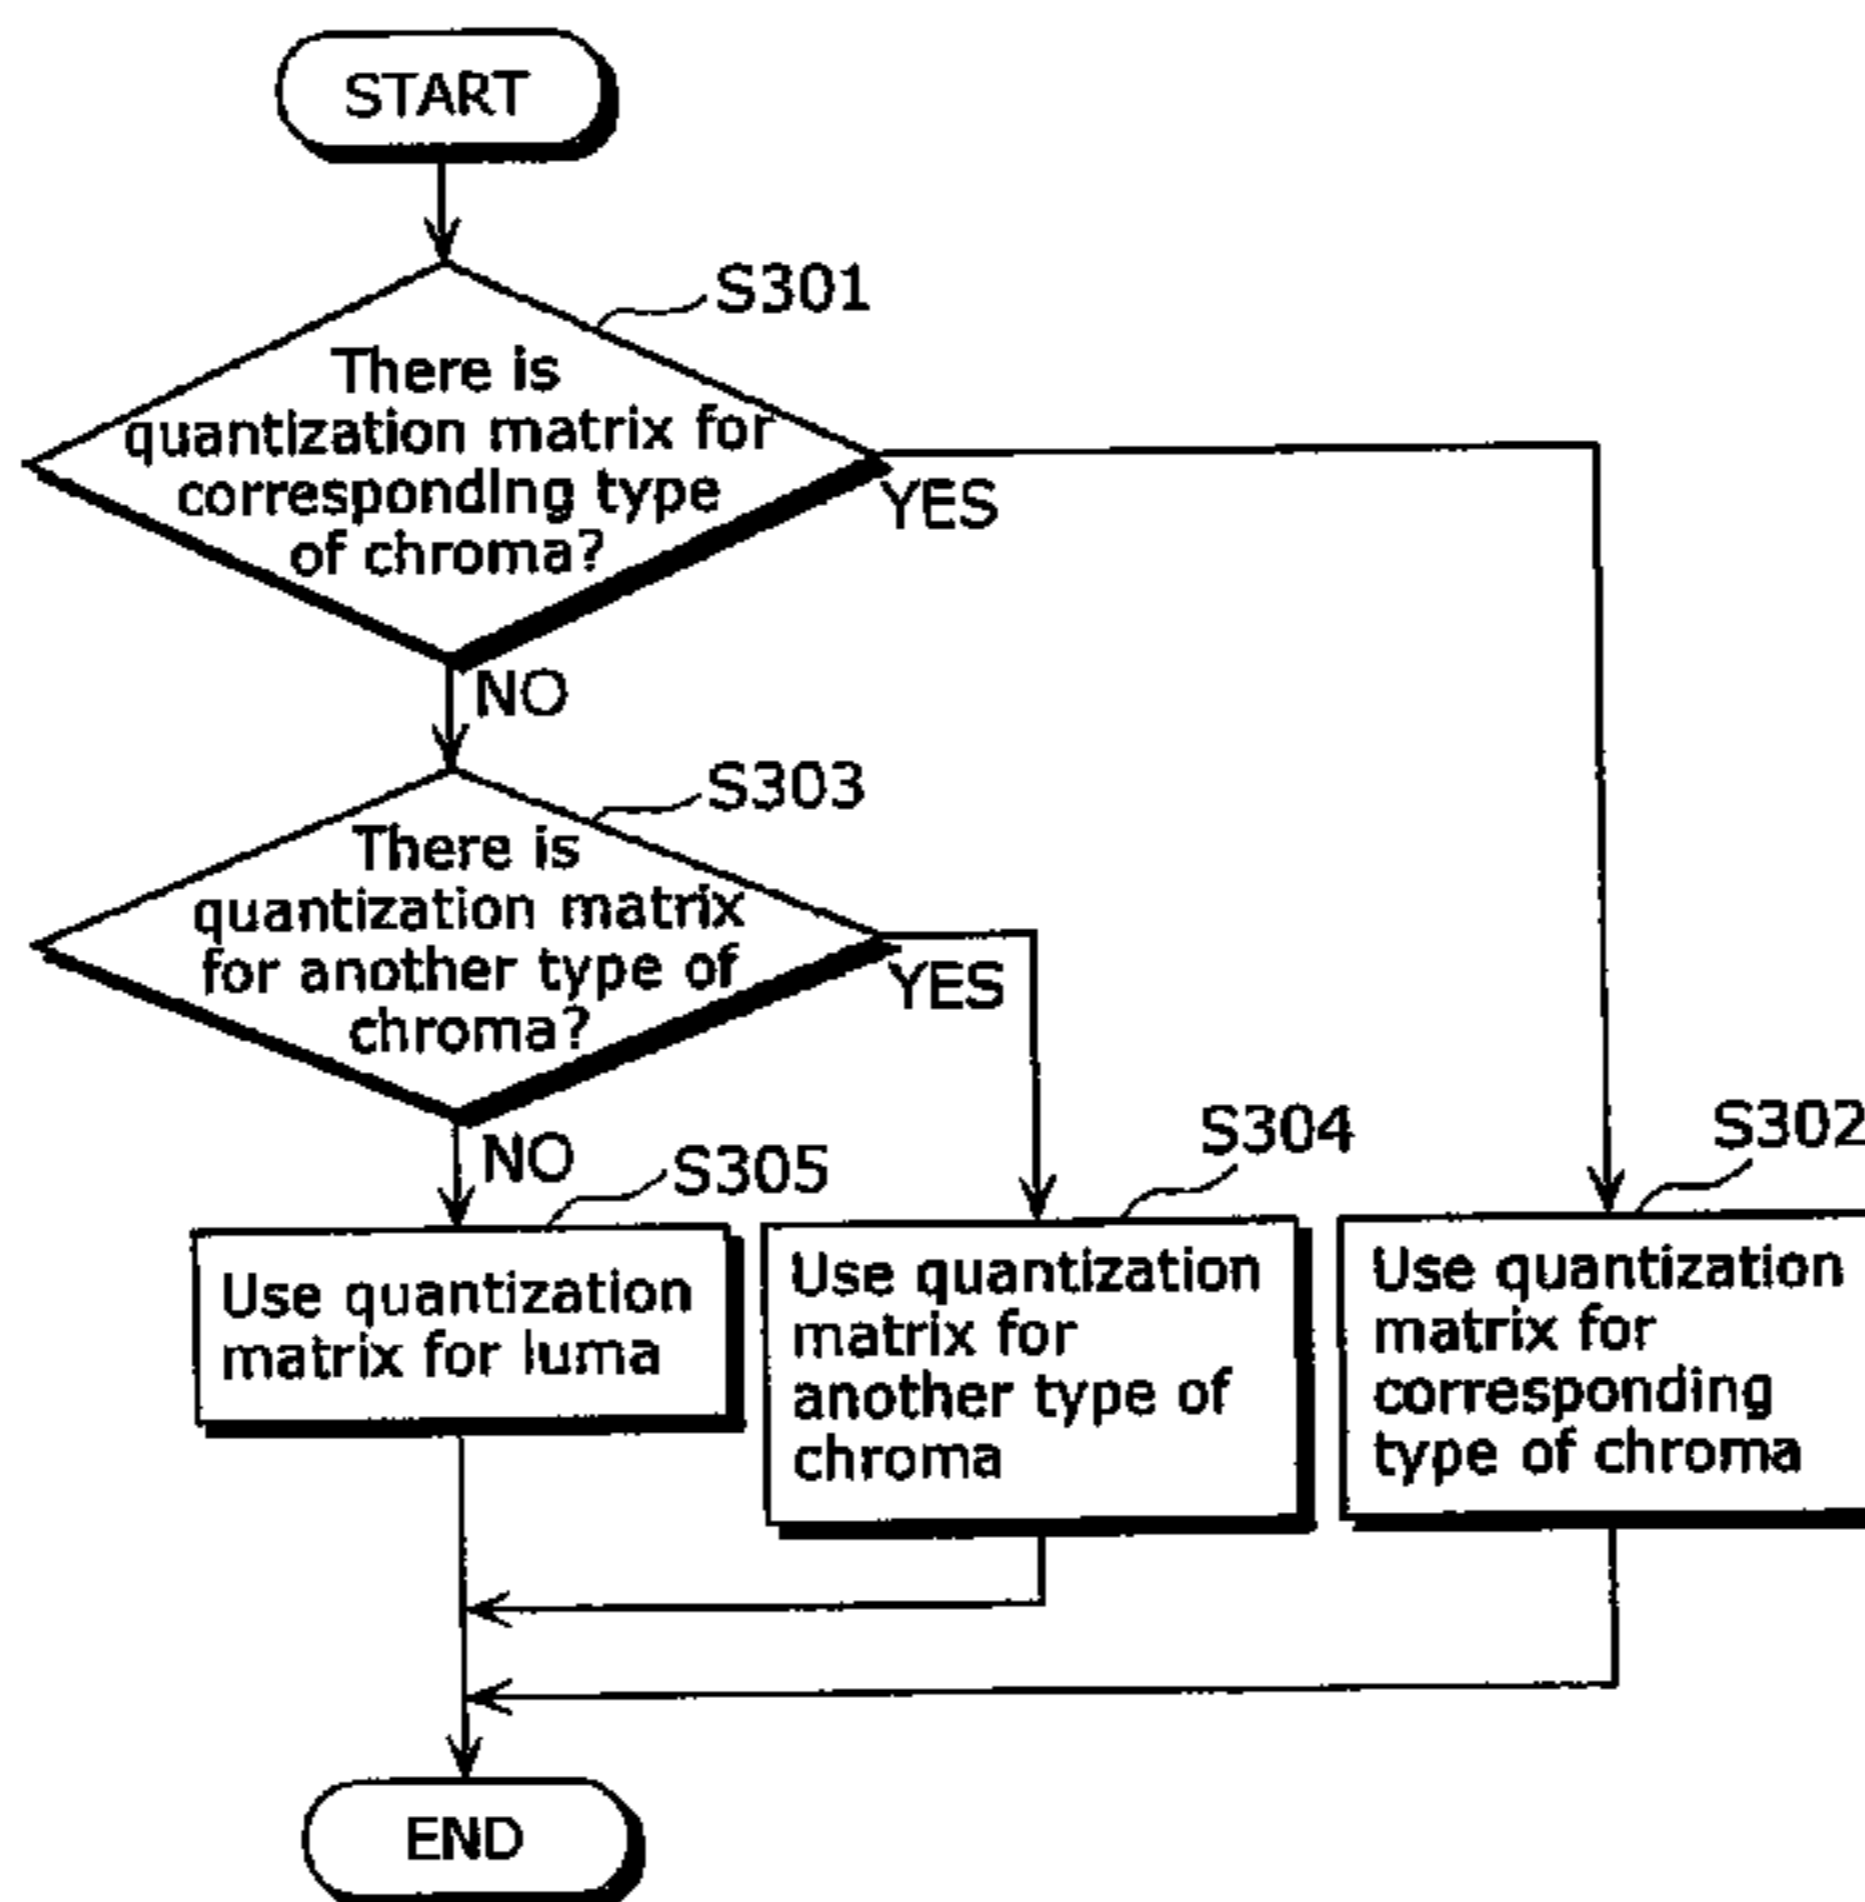 START
S301
There is
quantization matrix for
corresponding type
of chroma?
YES
NO
S303
There is
quantization matrix
for another type of
chroma?
YES
NO
S305
S304
S302
Use quantization
matrix for luma
Use quantization
matrix for
another type of
chroma
Use quantization
matrix for
corresponding
type of chroma
END